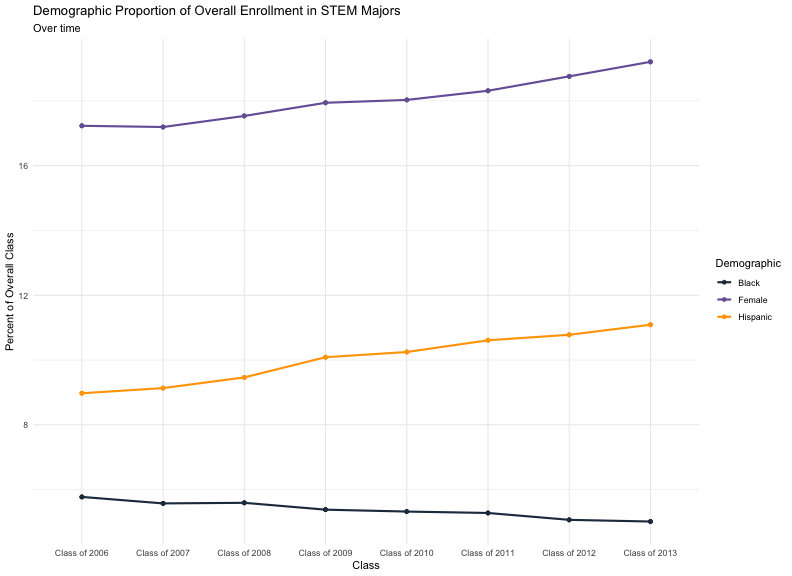 Demographic Proportion of Overall Enrollment in STEM Majors
Over time
Percent of Overall Class
16
12
8
Class of 2006 Class of 2007 Class of 2008 Class of 2009 Class of 2010 Class of 2011 Class of 2012 Class of 2013
Class
Demographic
Black
Female
Hispanic